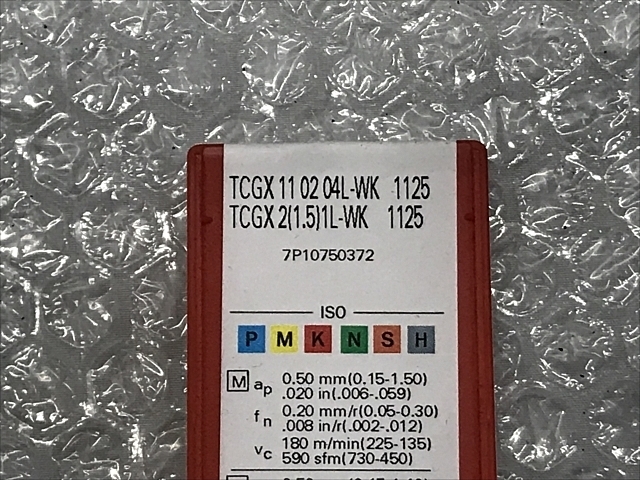 TCGX 11 02 04L-WK 1125
TCGX 2(1.5)1L-WK 1125
7P10750372
ISO
P M K N S H
M ap 0.50 mm(0.15-1.50)
.020 in(.006-.059)
fn 0.20 mm/r(0.05-0.30)
.008 in/r(.002-.012)
vc 180 m/min(225-135)
590 sfm(730-450)